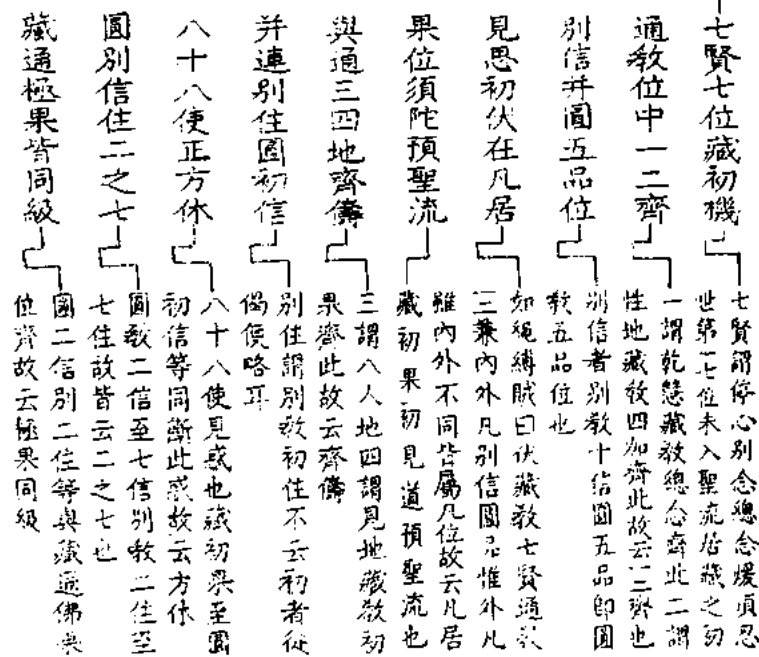 七賢七位藏初機
七賢謂停心別念總念煖頂忍
世第一七位未入聖流居藏之初
通教位中一二齊
一謂乾慧藏教總念齊此二謂
性地藏教四加齊此故云一二齊也
別信幷圓五品位
別信者別教十信圓五品即圓
教五品位也
見思初伏在凡居
如繩縛賊曰伏藏教七賢通教
三兼內外凡別信圓品惟外凡
雖內外不同皆屬凡位故云凡居
果位須陀預聖流
藏初果初見道預聖流也
與通三四地齊儔
三謂八人地四謂見地藏教初
果齊此故云齊儔
幷連別住圓初信
別住謂別教初住不云初者從
偈便略耳
八十八使正方休
八十八使見惑也藏初果至圓
初信等同斷此惑故云方休
圓別信住二之七
圓教二信至七信別教二住至
七住故皆云二之七也
藏通極果皆同級
圓二信別二住等與藏通佛果
位齊故云極果同級